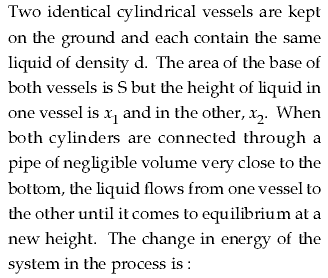 Two identical cylindrical vessels are kept
on the ground and each contain the same
liquid of density d. The area of the base of
both vessels is S but the height of liquid in
one vessel is x₁ and in the other, x₂. When
both cylinders are connected through a
pipe of negligible volume very close to the
bottom, the liquid flows from one vessel to
the other until it comes to equilibrium at a
new height. The change in energy of the
system in the process is :